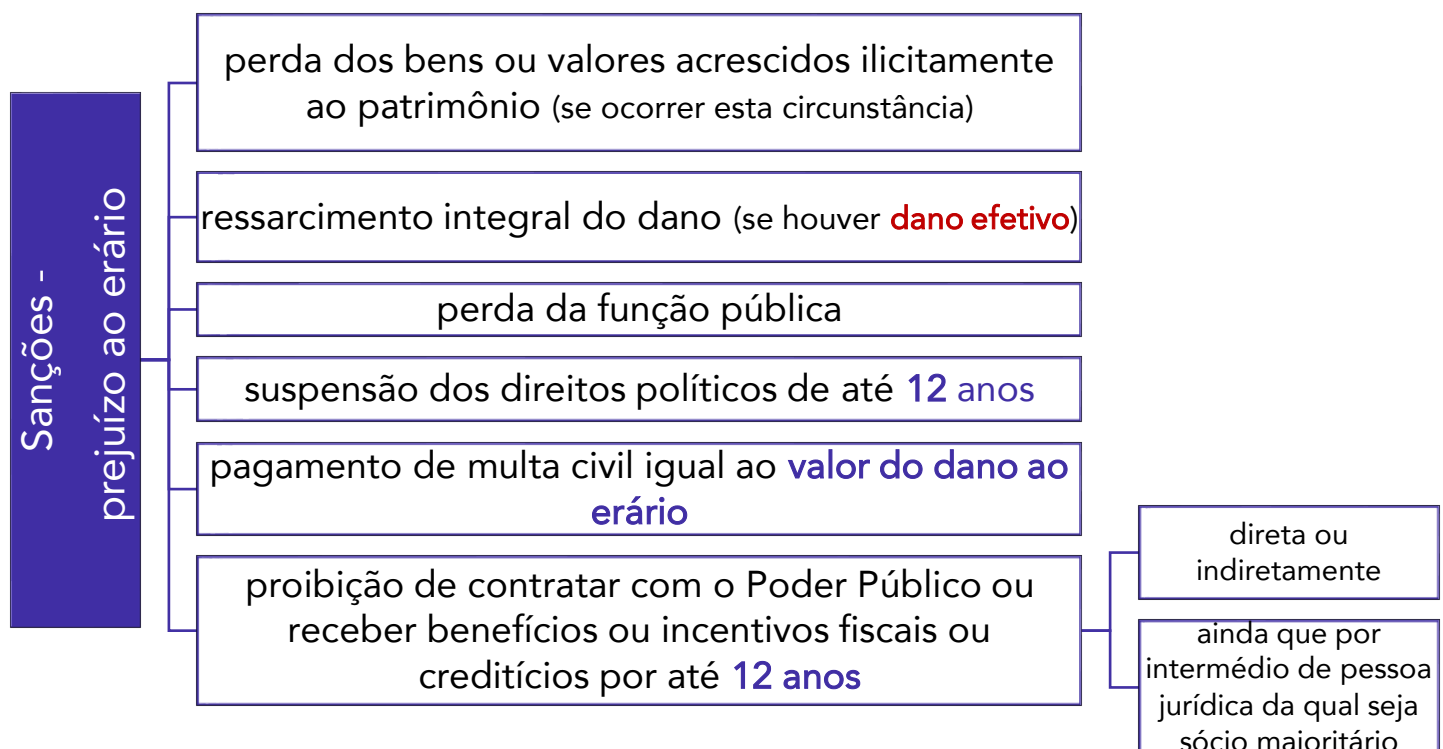 Sanções -
prejuízo ao erário
perda dos bens ou valores acrescidos ilicitamente
ao patrimônio (se ocorrer esta circunstância)
ressarcimento integral do dano (se houver dano efetivo)
perda da função pública
suspensão dos direitos políticos de até 12 anos
pagamento de multa civil igual ao valor do dano ao
erário
proibição de contratar com o Poder Público ou
receber benefícios ou incentivos fiscais ou
creditícios por até 12 anos
direta ou
indiretamente
ainda que por
intermédio de pessoa
jurídica da qual seja
sócio majoritário